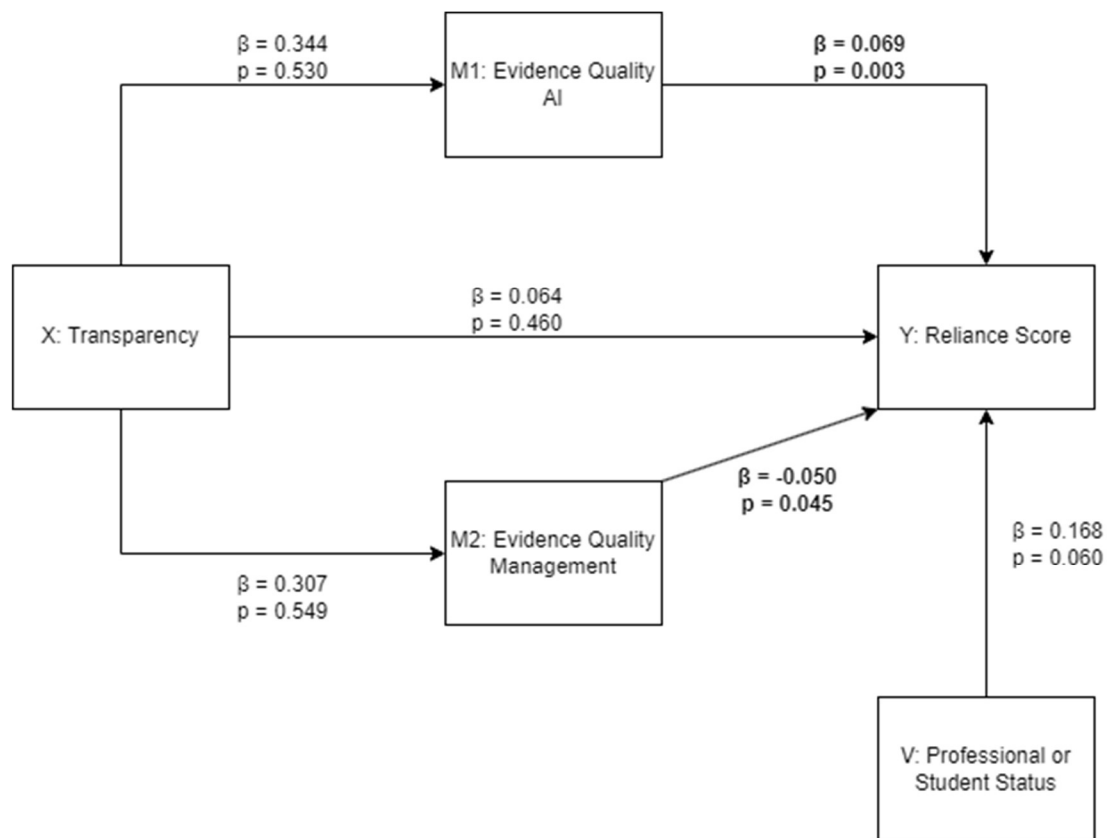 β = 0.344
p = 0.530
M1: Evidence Quality
AI
β = 0.069
p = 0.003
X: Transparency
β = 0.064
p = 0.460
Y: Reliance Score
M2: Evidence Quality
Management
β = -0.050
p = 0.045
β = 0.307
p = 0.549
β = 0.168
p = 0.060
V: Professional or
Student Status